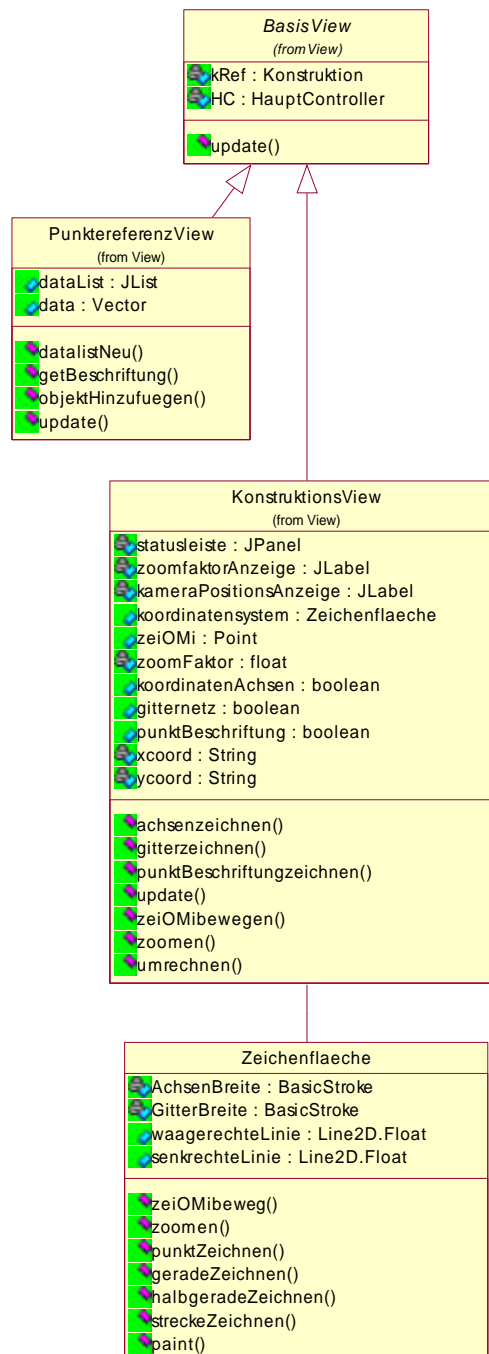 BasisView
(from View)
kRef : Konstruktion
HC : HauptController
update()
PunktereferenzView
(from View)
dataList : JList
data : Vector
datalistNeu()
getBeschriftung()
objektHinzufuegen()
update()
KonstruktionsView
(from View)
statusleiste : JPanel
zoomfaktorAnzeige : JLabel
kameraPositionsAnzeige : JLabel
koordinatensystem : Zeichenflaeche
zeiOMi : Point
zoomFaktor : float
koordinatenAchsen : boolean
gitternetz : boolean
punktBeschriftung : boolean
xcoord : String
ycoord : String
achsenzeichnen()
gitterzeichnen()
punktBeschriftungzeichnen()
update()
zeiOMibewegen()
zoomen()
umrechnen()
Zeichenflaeche
AchsenBreite : BasicStroke
GitterBreite : BasicStroke
waagerechteLinie : Line2D.Float
senkrechteLinie : Line2D.Float
zeiOMibeweg()
zoomen()
punktZeichnen()
geradeZeichnen()
halbgeradeZeichnen()
streckeZeichnen()
paint()